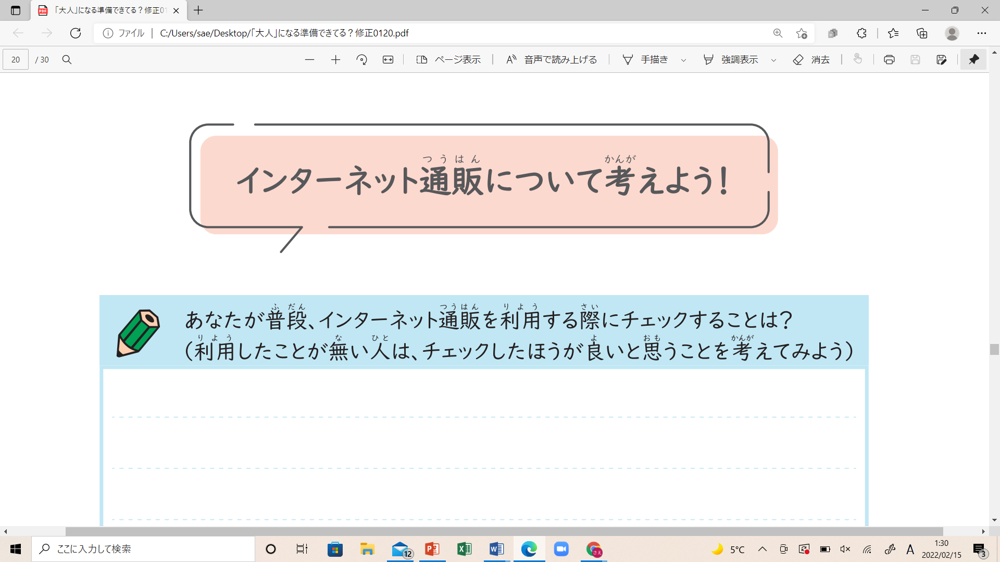 「大人」になる準備できてる？修正01
ファイル
C:/Users/sae/Desktop/「大人」になる準備できてる？修正0120.pdf
20
/ 30
ページ表示
音声で読み上げる
手描き
強調表示
消去
つうはん
かんが
インターネット通販について考えよう！
ふ だん
つうはん
り よう
さい
あなたが普段、インターネット通販を利用する際にチェックすることは？
り よう
な
ひと
よ
おも
かんが
（利用したことが無い人は、チェックしたほうが良いと思うことを考えてみよう）
ここに入力して検索
12
さえ
5°C
A
1:30
2022/02/15
3